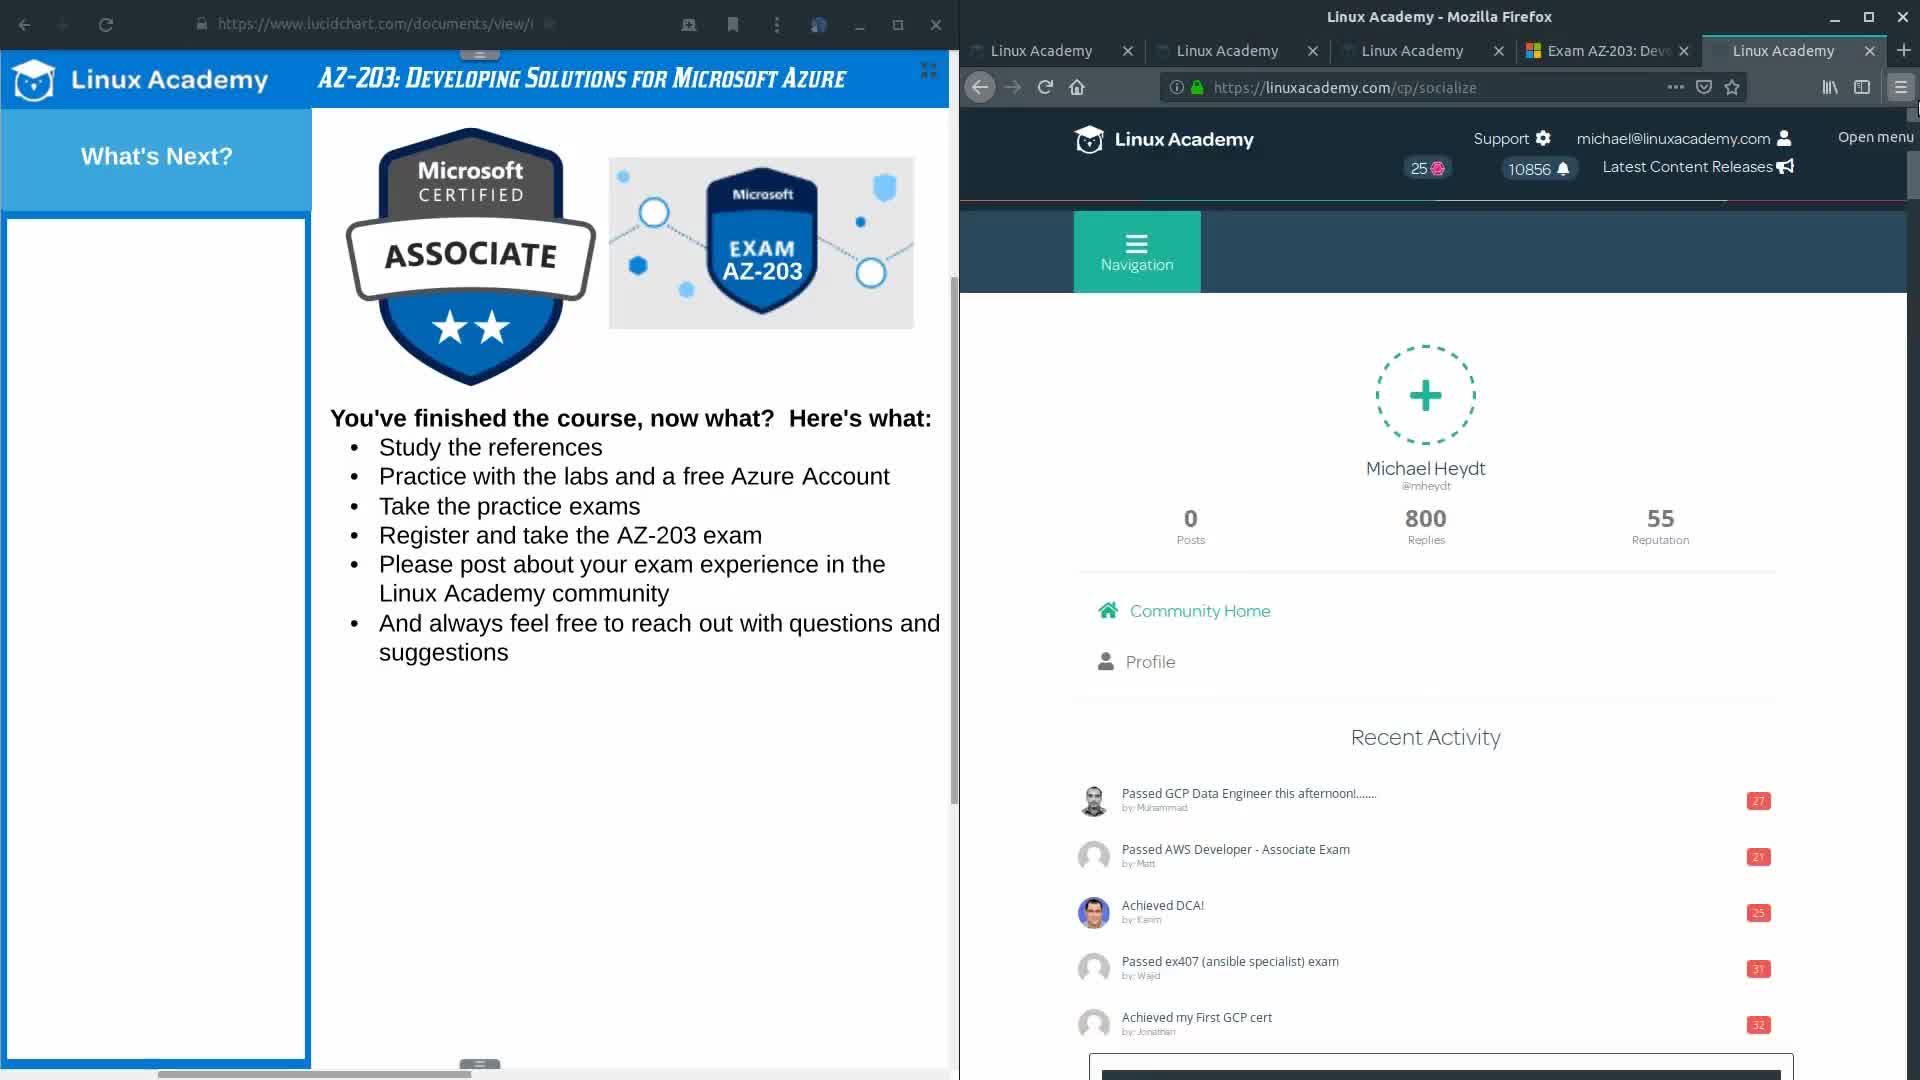 https://www.lucidchart.com/documents/view/
Linux Academy
AZ-203: Developing Solutions for Microsoft Azure
What's Next?
Microsoft
CERTIFIED
ASSOCIATE
Microsoft
EXAM
AZ-203
You've finished the course, now what?  Here's what:
• Study the references
• Practice with the labs and a free Azure Account
• Take the practice exams
• Register and take the AZ-203 exam
• Please post about your exam experience in the
Linux Academy community
• And always feel free to reach out with questions and
suggestions
Linux Academy - Mozilla Firefox
Linux Academy
Linux Academy
Linux Academy
Exam AZ-203: Deve
Linux Academy
https://linuxacademy.com/cp/socialize
Linux Academy
Support
michael@linuxacademy.com
Open menu
25
10856
Latest Content Releases
Navigation
Michael Heydt
@mheydt
0
800
55
Posts
Replies
Reputation
Community Home
Profile
Recent Activity
Passed GCP Data Engineer this afternoon!.......
by: Muhammad
27
Passed AWS Developer - Associate Exam
by: Matt
21
Achieved DCA!
by: Karim
25
Passed ex407 (ansible specialist) exam
by: Wajid
31
Achieved my First GCP cert
by: Jonathan
32